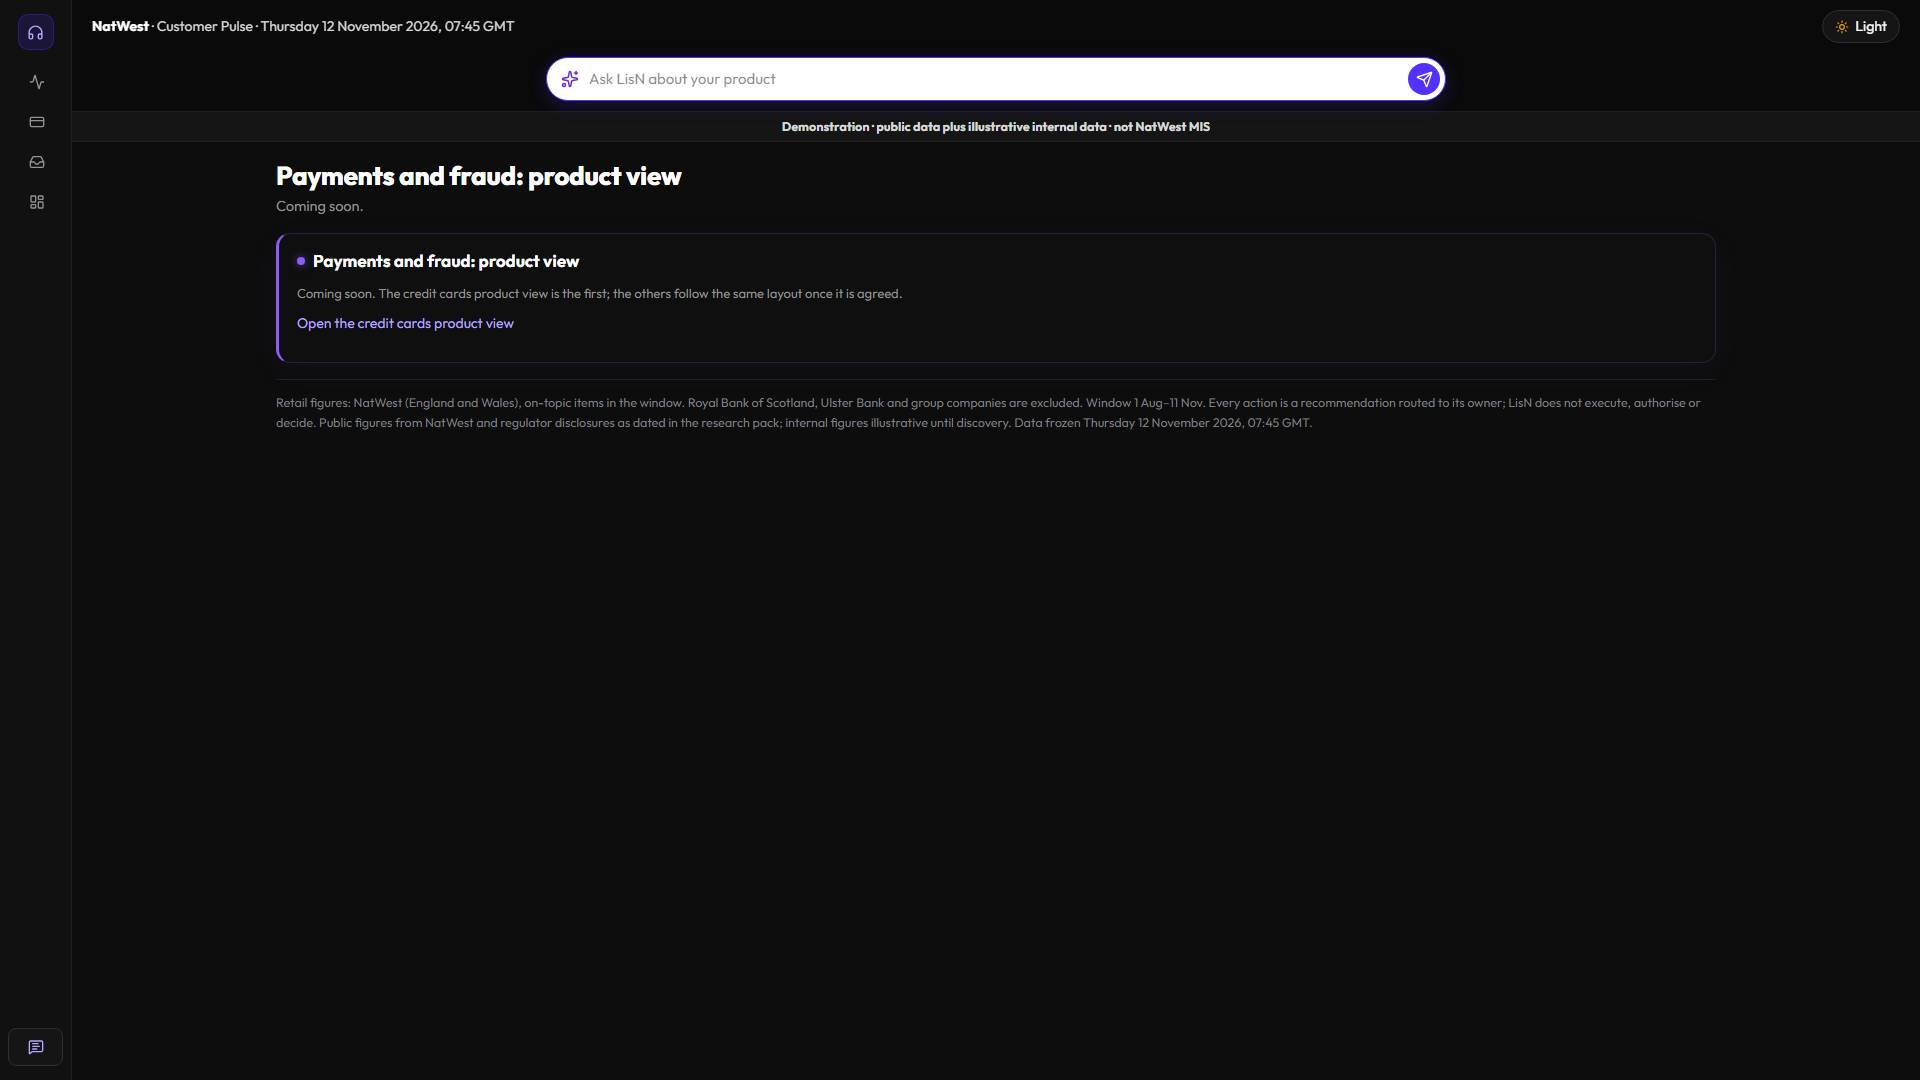 NatWest · Customer Pulse · Thursday 12 November 2026, 07:45 GMT
Light
Ask LisN about your product
Demonstration · public data plus illustrative internal data · not NatWest MIS
Payments and fraud: product view
Coming soon.
Payments and fraud: product view
Coming soon. The credit cards product view is the first; the others follow the same layout once it is agreed.
Open the credit cards product view
Retail figures: NatWest (England and Wales), on-topic items in the window. Royal Bank of Scotland, Ulster Bank and group companies are excluded. Window 1 Aug–11 Nov. Every action is a recommendation routed to its owner; LisN does not execute, authorise or
decide. Public figures from NatWest and regulator disclosures as dated in the research pack; internal figures illustrative until discovery. Data frozen Thursday 12 November 2026, 07:45 GMT.